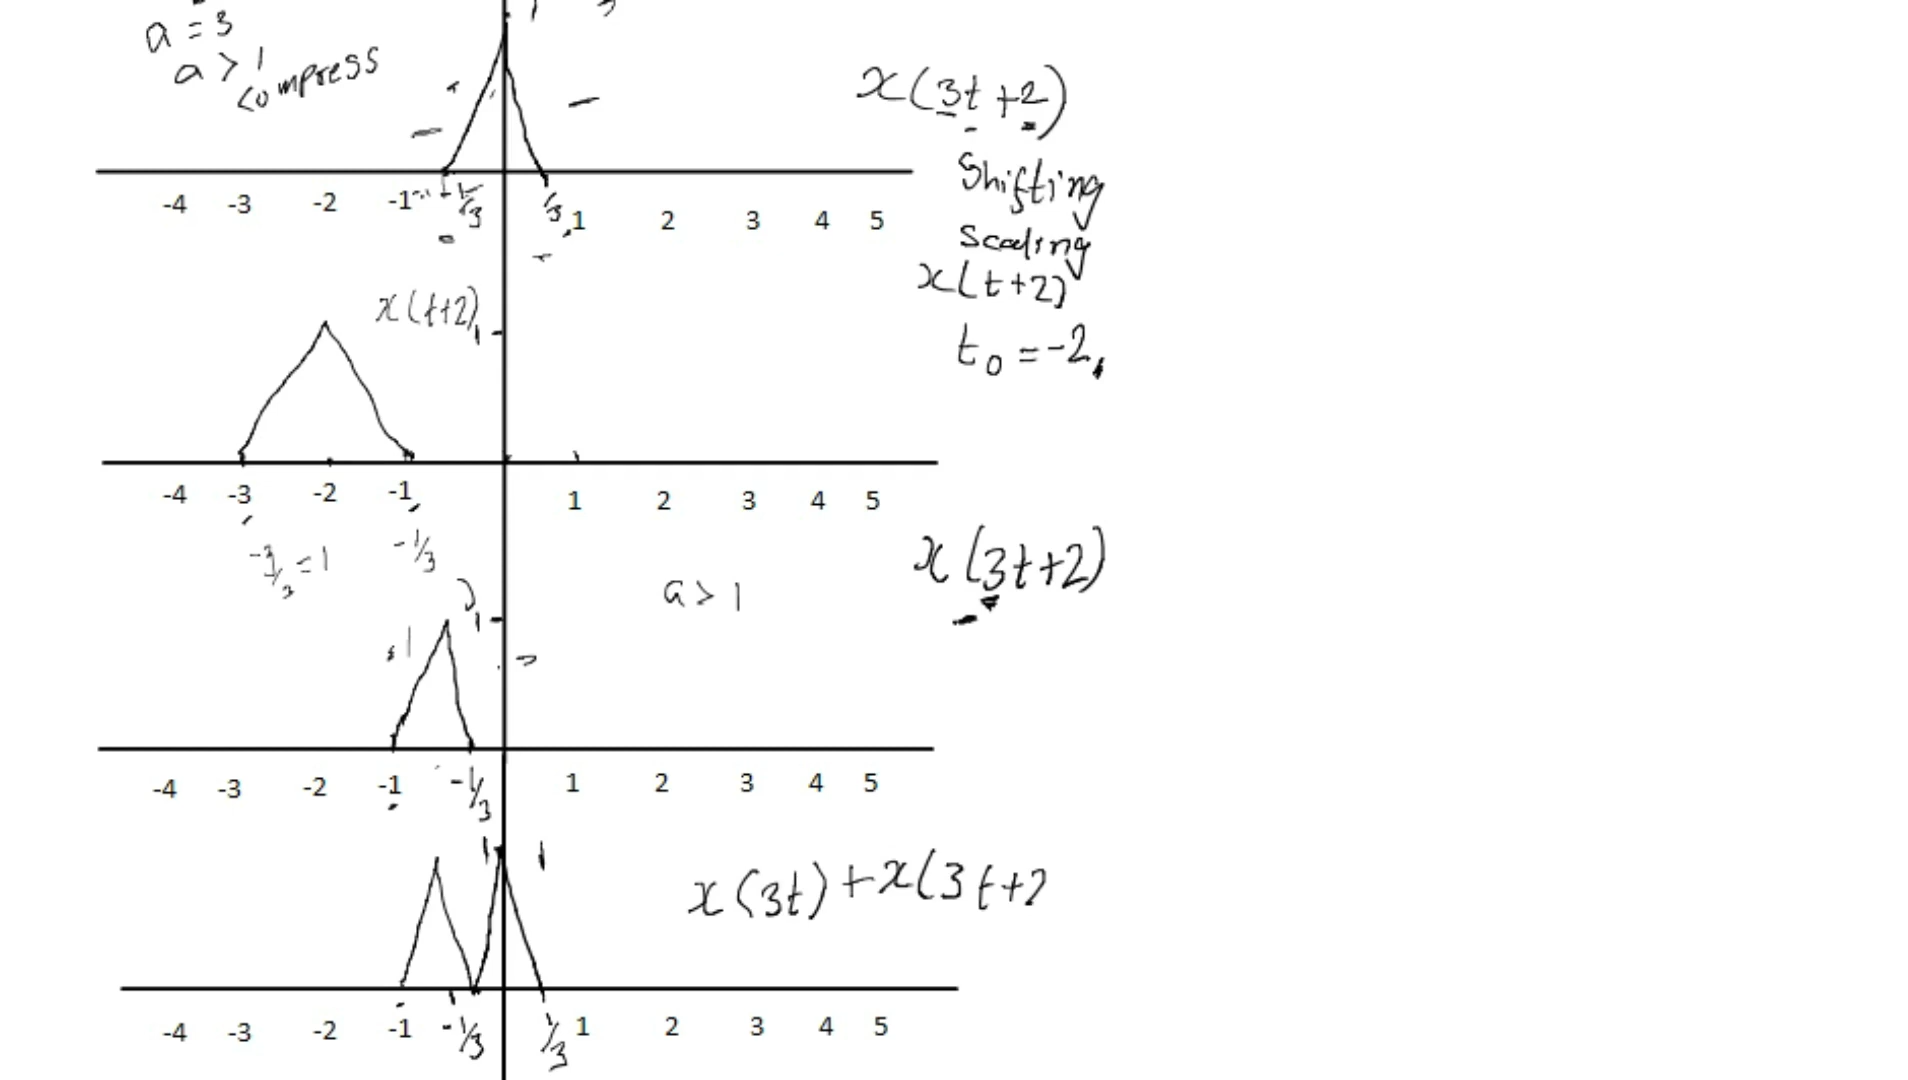 a = 3
a > 1
compress
x(3t+2)
-4 -3 -2 -1 -1/3 1/3 1 2 3 4 5
Shifting
Scaling
x(t+2)
x(t+2)
1
t0 = -2,
-4 -3 -2 -1 1 2 3 4 5
-3/3 = 1 -1/3
x(3t+2)
a > 1
1
1
-4 -3 -2 -1 -1/3 1 2 3 4 5
1
x(3t)+x(3t+2
-4 -3 -2 -1 -1/3 1/3 1 2 3 4 5